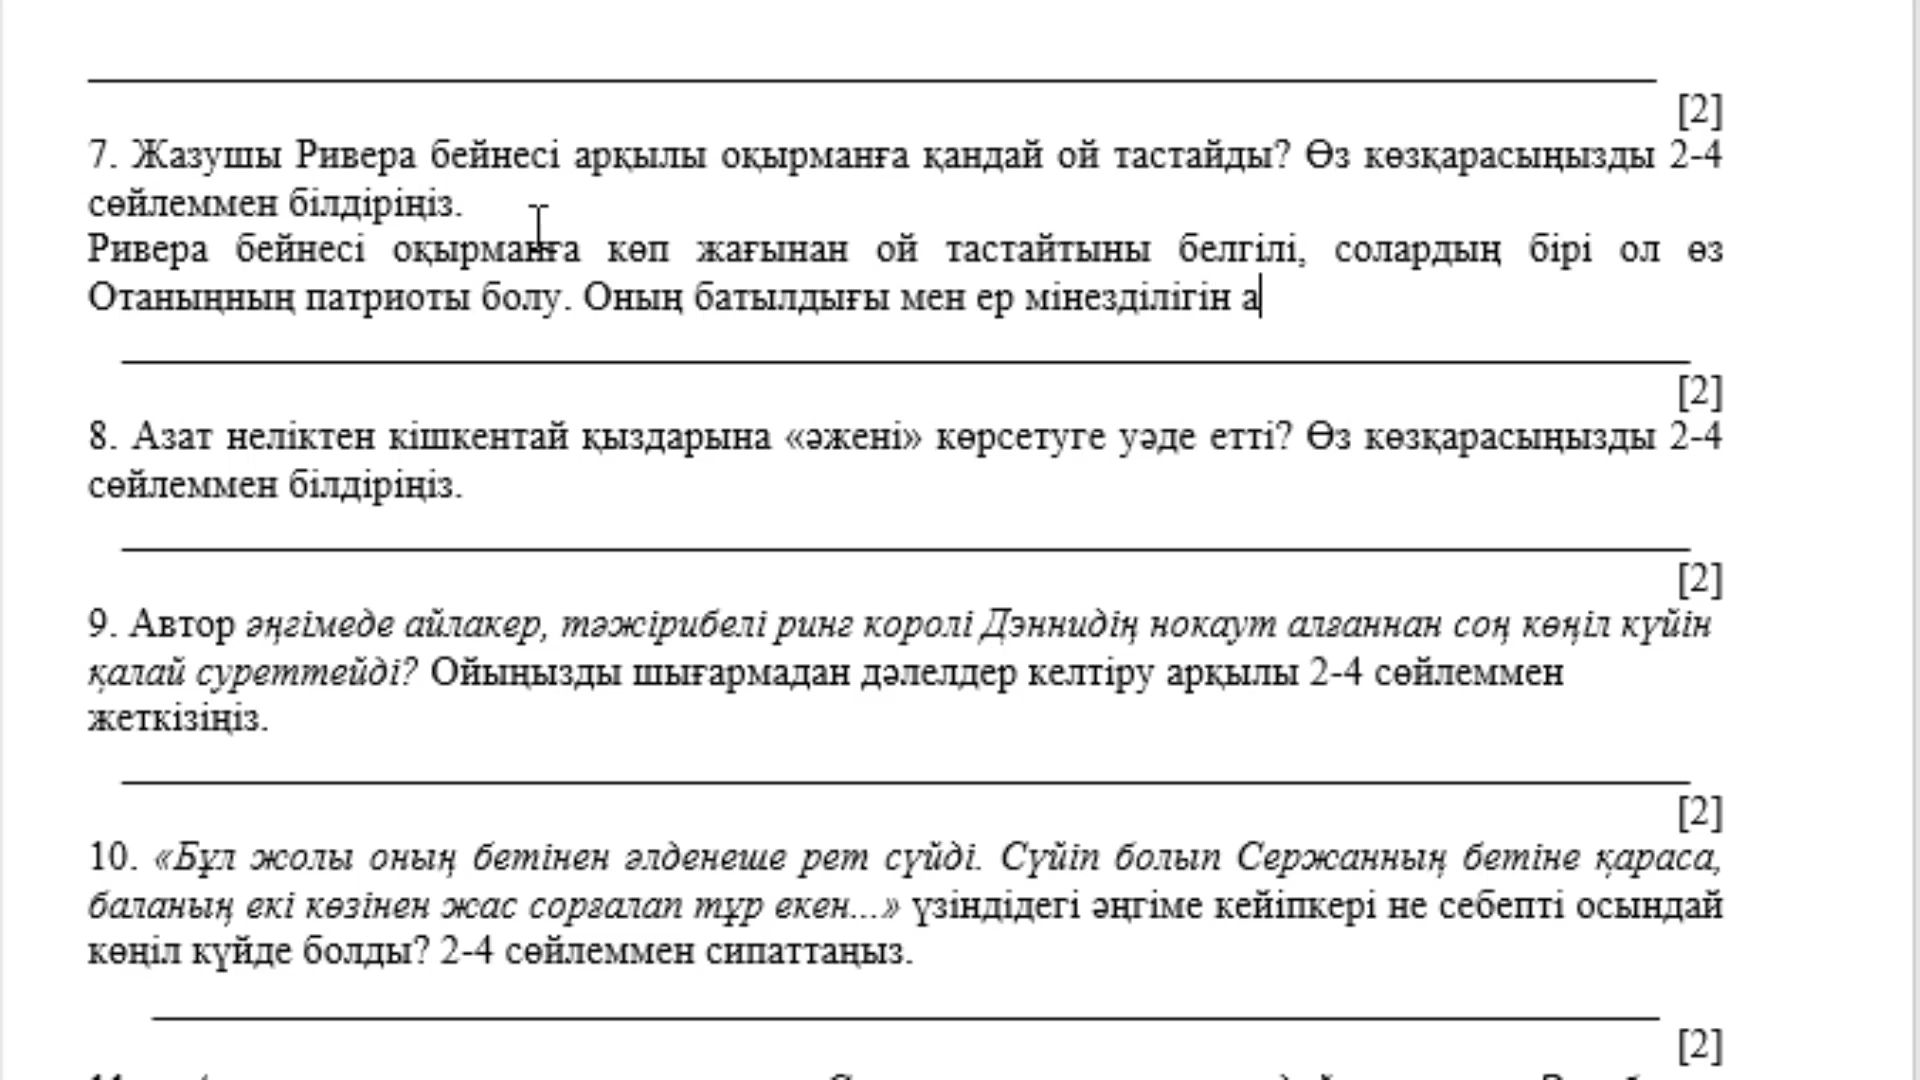 [2]
7. Жазушы Ривера бейнесі арқылы оқырманға қандай ой тастайды? Өз көзқарасыңызды 2-4
сөйлеммен білдіріңіз.
Ривера бейнесі оқырманға көп жағынан ой тастайтыны белгілі, солардың бірі ол өз
Отаныңның патриоты болу. Оның батылдығы мен ер мінезділігін а
[2]
8. Азат неліктен кішкентай қыздарына «әжені» көрсетуге уәде етті? Өз көзқарасыңызды 2-4
сөйлеммен білдіріңіз.
[2]
9. Автор әңгімеде айлакер, тәжірибелі ринг королі Дэннидің нокаут алғаннан соң көңіл күйін
қалай суреттейді? Ойыңызды шығармадан дәлелдер келтіру арқылы 2-4 сөйлеммен
жеткізіңіз.
[2]
10. «Бұл жолы оның бетінен әлденеше рет сүйді. Сүйіп болып Сержанның бетіне қараса,
баланың екі көзінен жас сорғалап тұр екен...» үзіндідегі әңгіме кейіпкері не себепті осындай
көңіл күйде болды? 2-4 сөйлеммен сипаттаңыз.
[2]